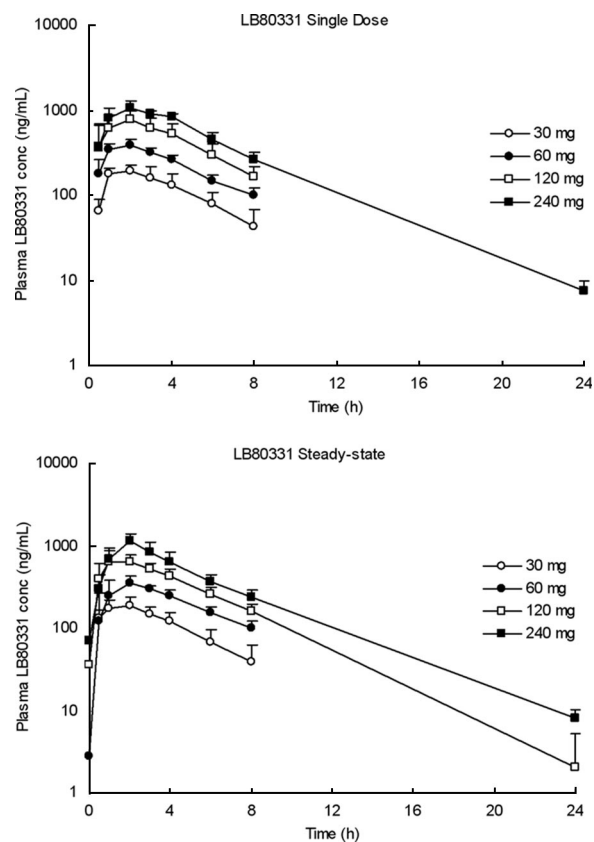 LB80331 Single Dose
Plasma LB80331 conc (ng/mL)
10000
1000
100
10
1
0 4 8 12 16 20 24
Time (h)
30 mg
60 mg
120 mg
240 mg
LB80331 Steady-state
Plasma LB80331 conc (ng/mL)
10000
1000
100
10
1
0 4 8 12 16 20 24
Time (h)
30 mg
60 mg
120 mg
240 mg